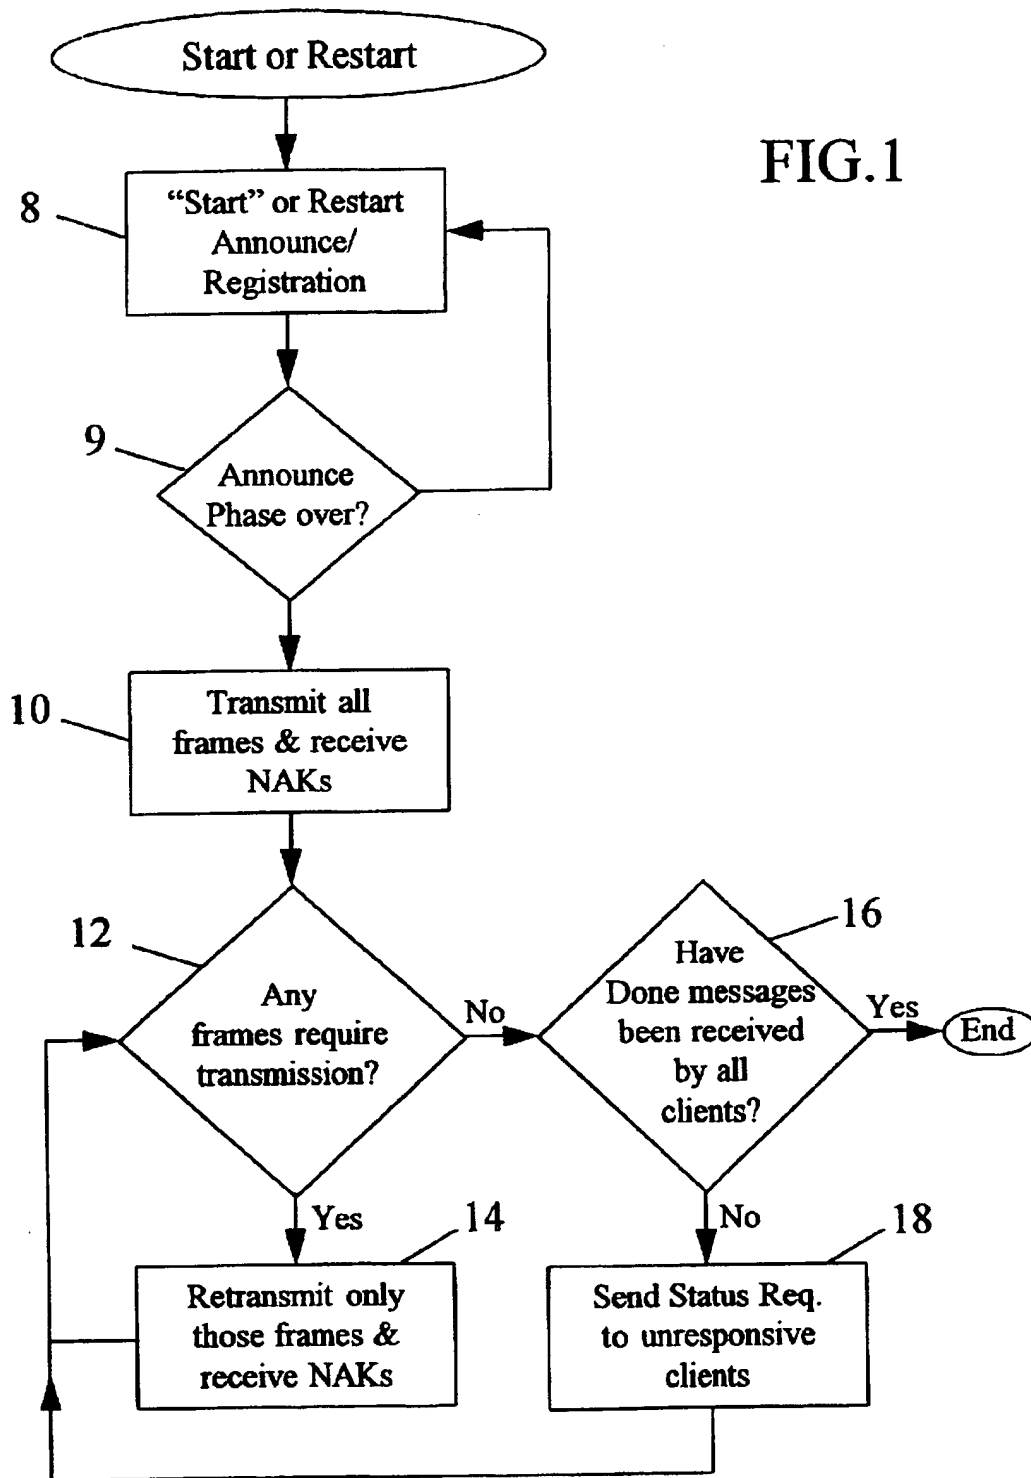 Start or Restart
FIG.1
8
“Start” or Restart
Announce/
Registration
9
Announce
Phase over?
10
Transmit all
frames & receive
NAKs
12
Any
frames require
transmission?
No
16
Have
Done messages
been received
by all
clients?
Yes
End
Yes
14
Retransmit only
those frames &
receive NAKs
No
18
Send Status Req.
to unresponsive
clients